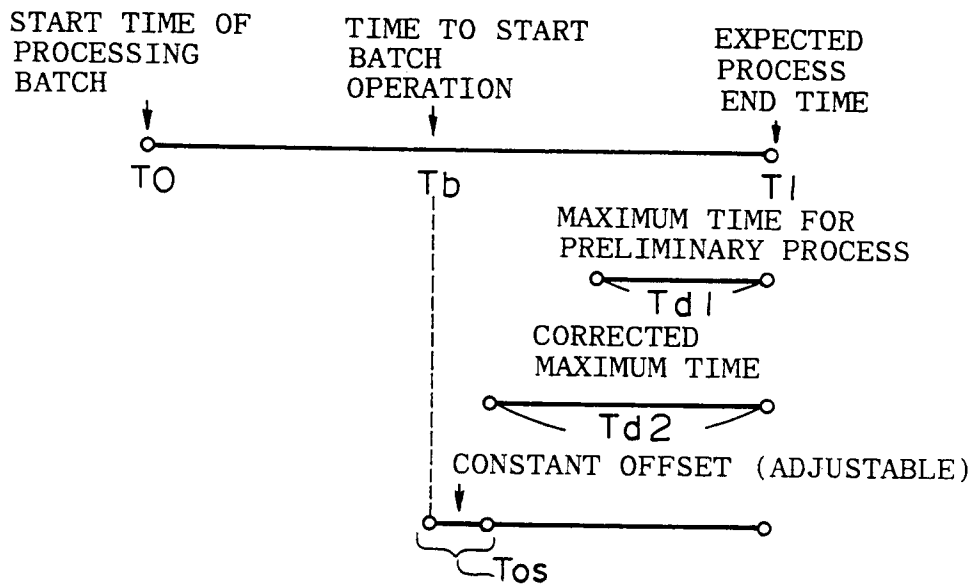 START TIME OF
PROCESSING
BATCH
TIME TO START
BATCH
OPERATION
EXPECTED
PROCESS
END TIME
T0
Tb
T1
MAXIMUM TIME FOR
PRELIMINARY PROCESS
Td1
CORRECTED
MAXIMUM TIME
Td2
CONSTANT OFFSET (ADJUSTABLE)
Tos